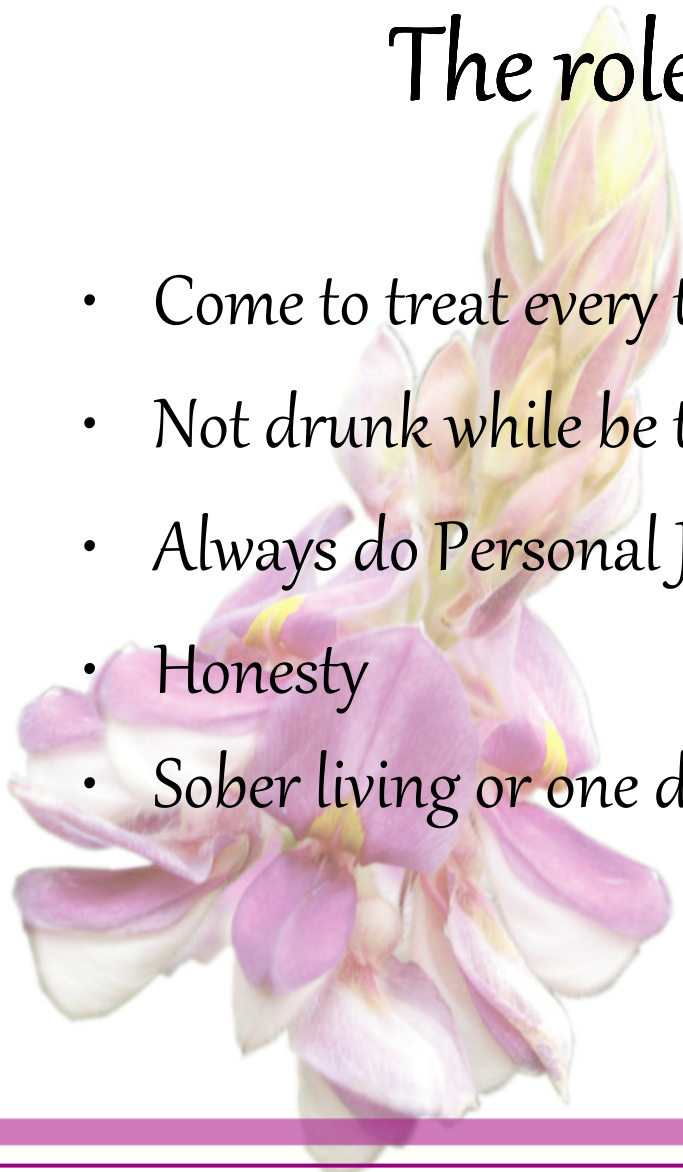 The role
• Come to treat every t
• Not drunk while be t
• Always do Personal J
• Honesty
• Sober living or one d